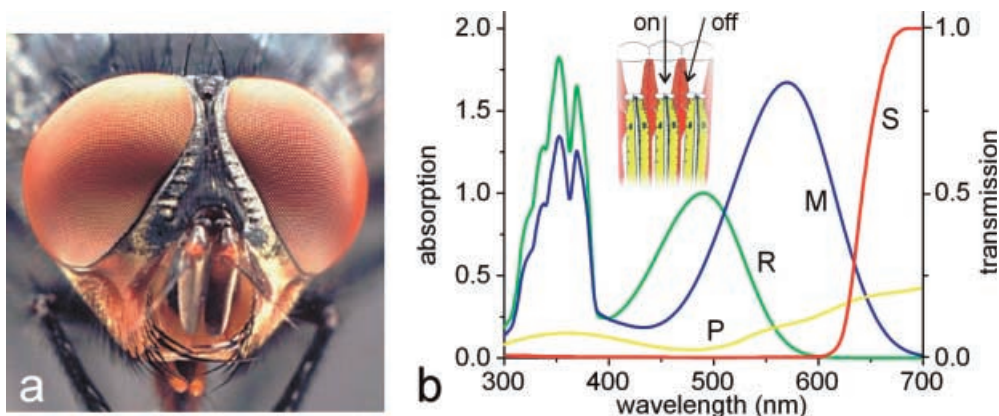 a
b
on off
absorption
2.0
1.5
1.0
0.5
0.0
transmission
1.0
0.5
0.0
S
M
R
P
300 400 500 600 700
wavelength (nm)